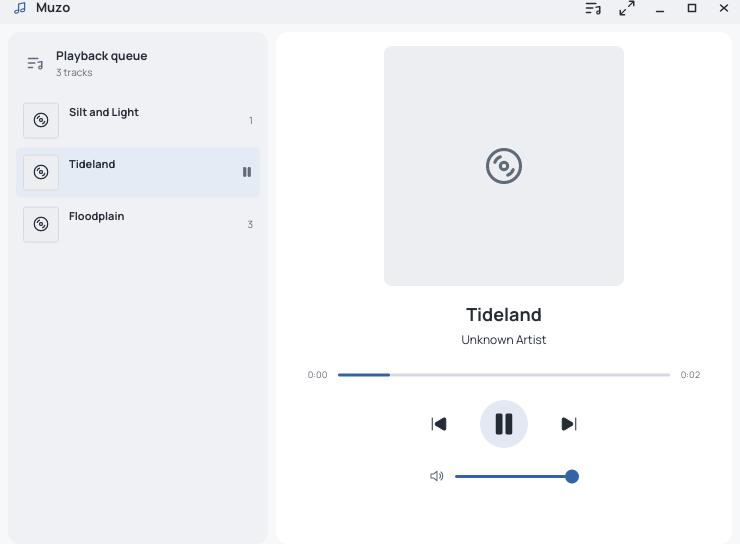 Muzo
Playback queue
3 tracks
Silt and Light
1
Tideland
Floodplain
3
Tideland
Unknown Artist
0:00
0:02